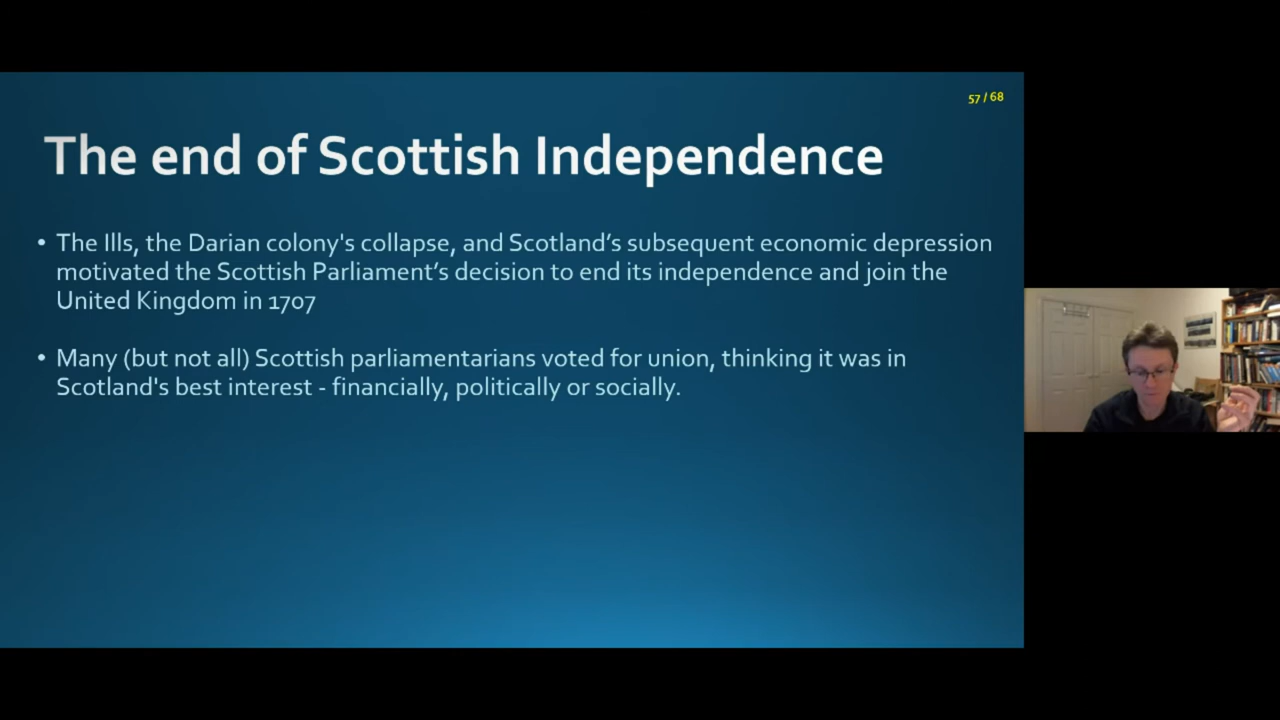 57 / 68
The end of Scottish Independence
• The Ills, the Darian colony's collapse, and Scotland’s subsequent economic depression
motivated the Scottish Parliament’s decision to end its independence and join the
United Kingdom in 1707
• Many (but not all) Scottish parliamentarians voted for union, thinking it was in
Scotland's best interest - financially, politically or socially.